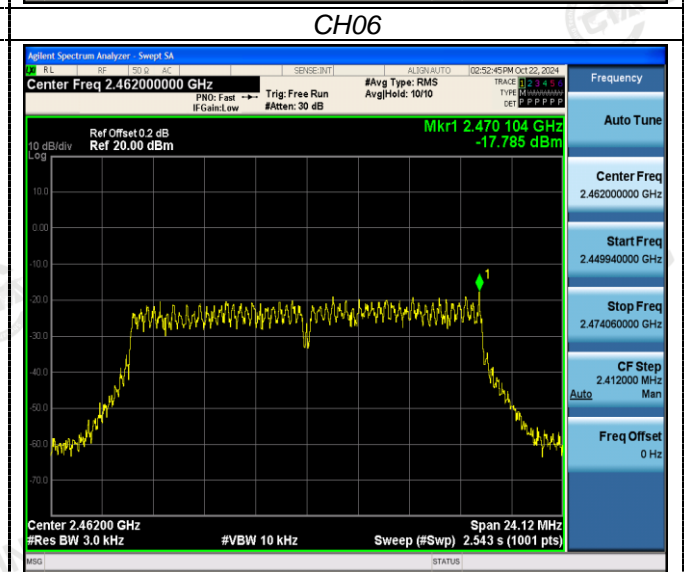 CH06
Agilent Spectrum Analyzer - Swept SA
RL RF 50 Ω AC SENSE:INT ALIGN AUTO 02:52:45 PM Oct 22, 2024
Center Freq 2.462000000 GHz
PNO: Fast Trig: Free Run
IFGain:Low #Atten: 30 dB
#Avg Type: RMS
Avg|Hold: 10/10
TRACE 1 2 3 4 5 6
TYPE M
DET P P P P P P
Frequency
Mkr1 2.470 104 GHz
-17.785 dBm
Ref Offset 0.2 dB
10 dB/div Ref 20.00 dBm
Log
10.0
0.00
-10.0
-20.0
-30.0
-40.0
-50.0
-60.0
-70.0
1
Center 2.46200 GHz Span 24.12 MHz
#Res BW 3.0 kHz #VBW 10 kHz Sweep (#Swp) 2.543 s (1001 pts)
MSG STATUS
Auto Tune
Center Freq
2.462000000 GHz
Start Freq
2.449940000 GHz
Stop Freq
2.474060000 GHz
CF Step
2.412000 MHz
Auto Man
Freq Offset
0 Hz